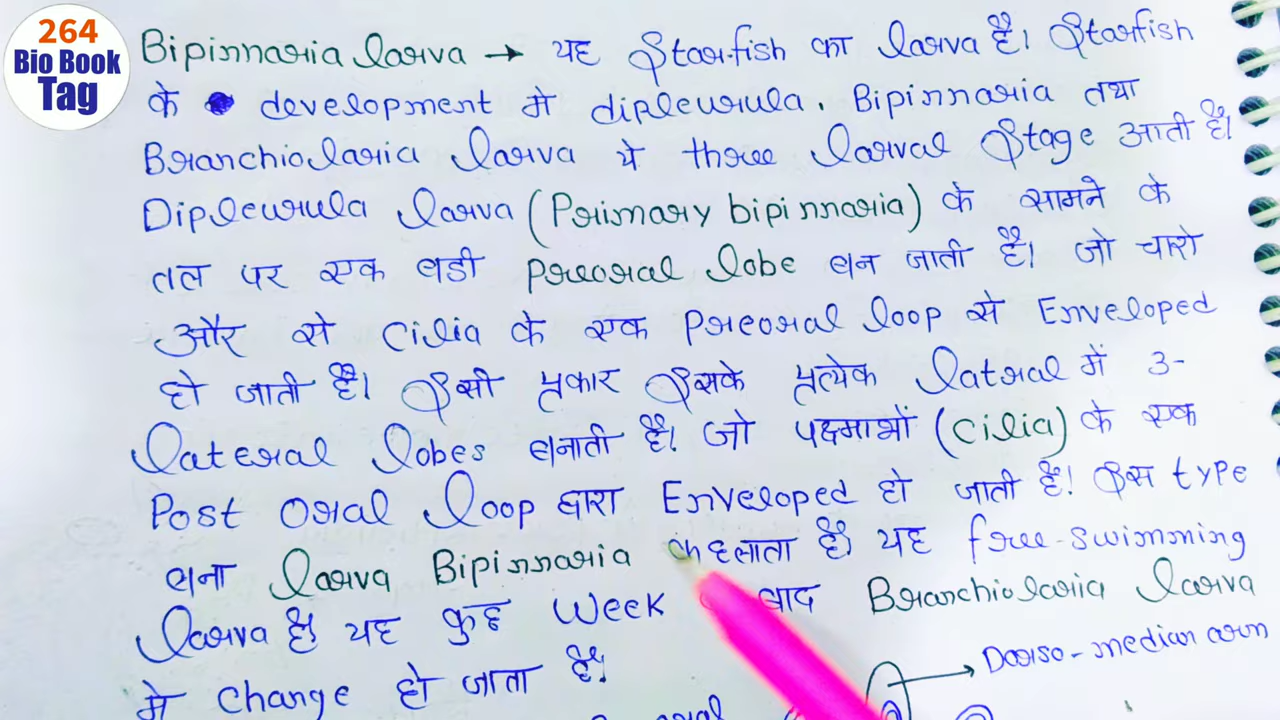 264
Bio Book
Tag
Bipinnaria larva → यह Starfish का larva है। Starfish
के development मे dipleurula, Bipinnaria तथा
Branchiolaria larva ये three larval Stage आती है।
Dipleurula larva (Primary bipinnaria) के सामने के
तल पर एक बडी Preoral lobe बन जाती है। जो चारो
और से Cilia के एक Preoral loop से Enveloped
हो जाती है। इसी प्रकार इसके प्रत्येक latral में 3-
lateral lobes बनाती है। जो पक्ष्माओं (cilia) के एक
Post Oral loop द्वारा Enveloped हो जाती है। इस type
बना larva Bipinnaria कहलाता है। यह free-swimming
larva है। यह कुछ Week बाद Branchiolaria larva
मे change हो जाता है।
Dorso-median arm